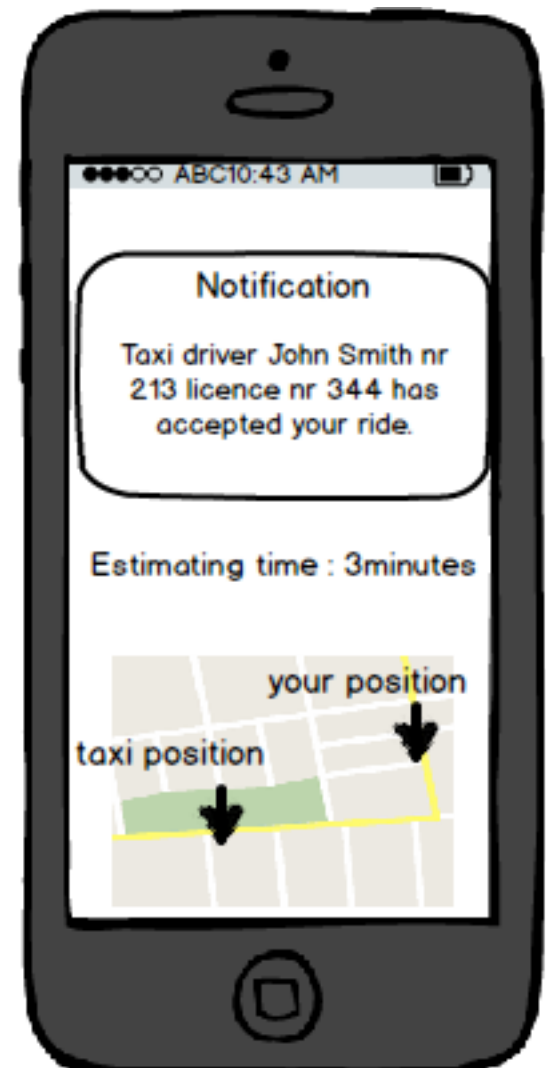 ABC10:43 AM
Notification
Taxi driver John Smith nr
213 licence nr 344 has
accepted your ride.
Estimating time : 3minutes
your position
taxi position